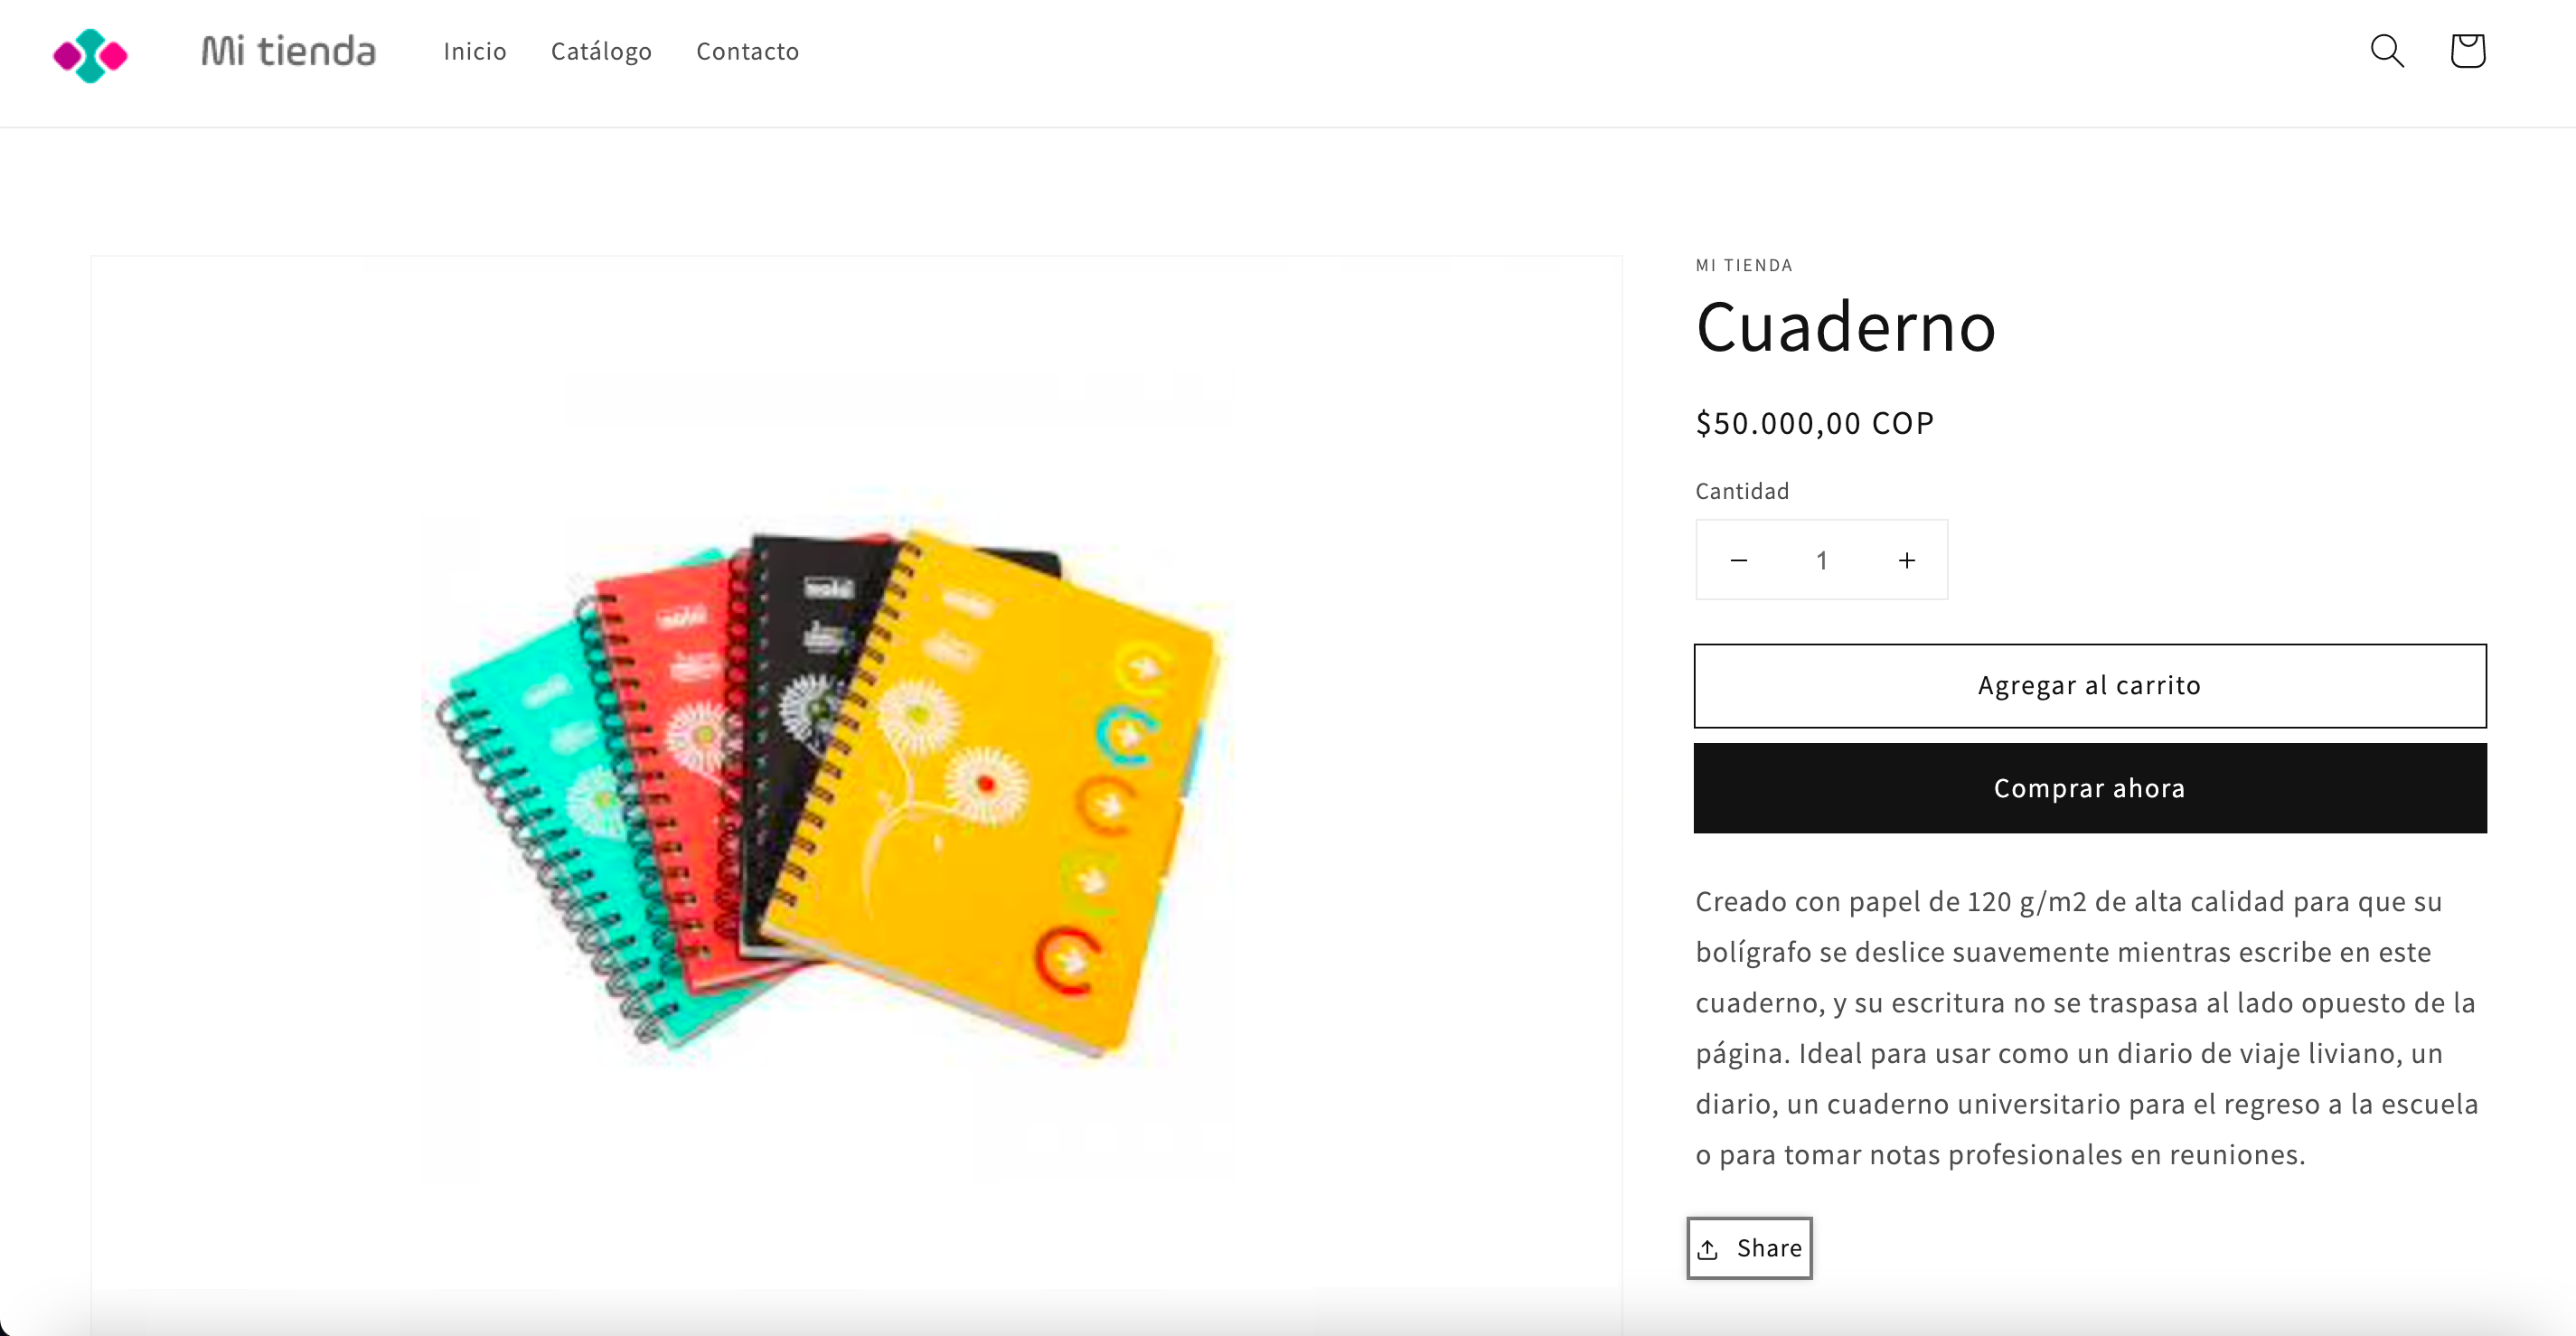 Mi tienda
Inicio
Catálogo
Contacto
MI TIENDA
Cuaderno
$50.000,00 COP
Cantidad
− 1 +
Agregar al carrito
Comprar ahora
Creado con papel de 120 g/m2 de alta calidad para que su
bolígrafo se deslice suavemente mientras escribe en este
cuaderno, y su escritura no se traspasa al lado opuesto de la
página. Ideal para usar como un diario de viaje liviano, un
diario, un cuaderno universitario para el regreso a la escuela
o para tomar notas profesionales en reuniones.
Share